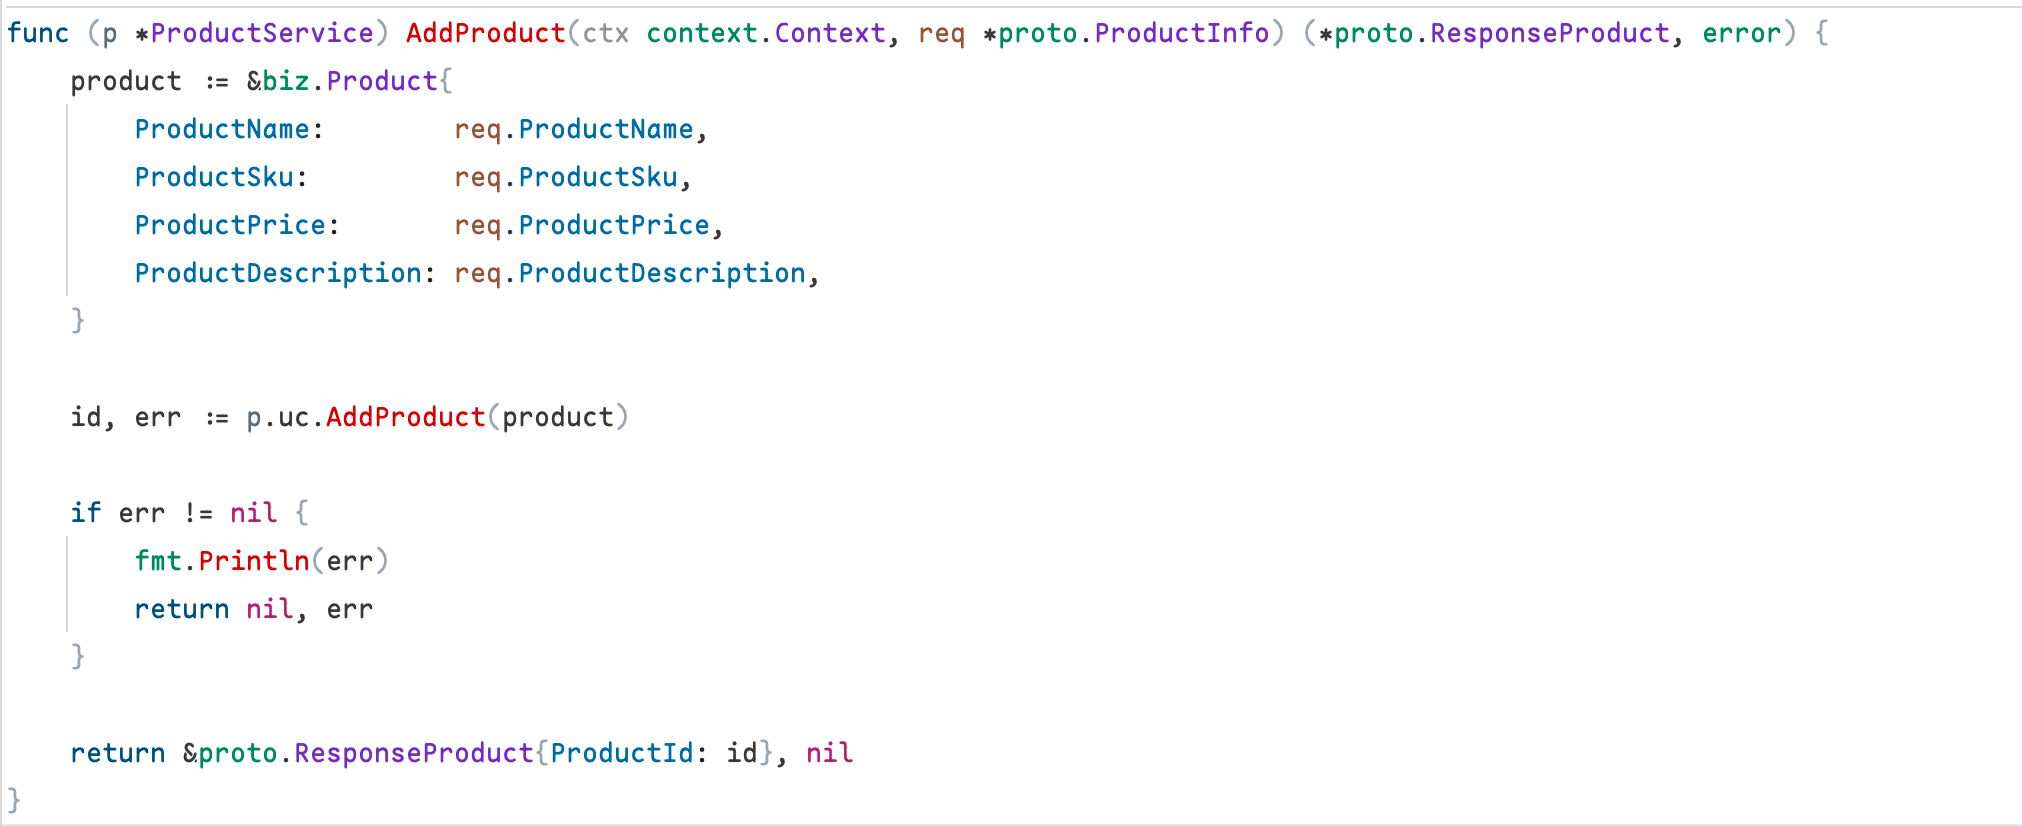 func (p *ProductService) AddProduct(ctx context.Context, req *proto.ProductInfo) (*proto.ResponseProduct, error) {
    product := &biz.Product{
        ProductName:        req.ProductName,
        ProductSku:         req.ProductSku,
        ProductPrice:       req.ProductPrice,
        ProductDescription: req.ProductDescription,
    }

    id, err := p.uc.AddProduct(product)

    if err != nil {
        fmt.Println(err)
        return nil, err
    }

    return &proto.ResponseProduct{ProductId: id}, nil
}